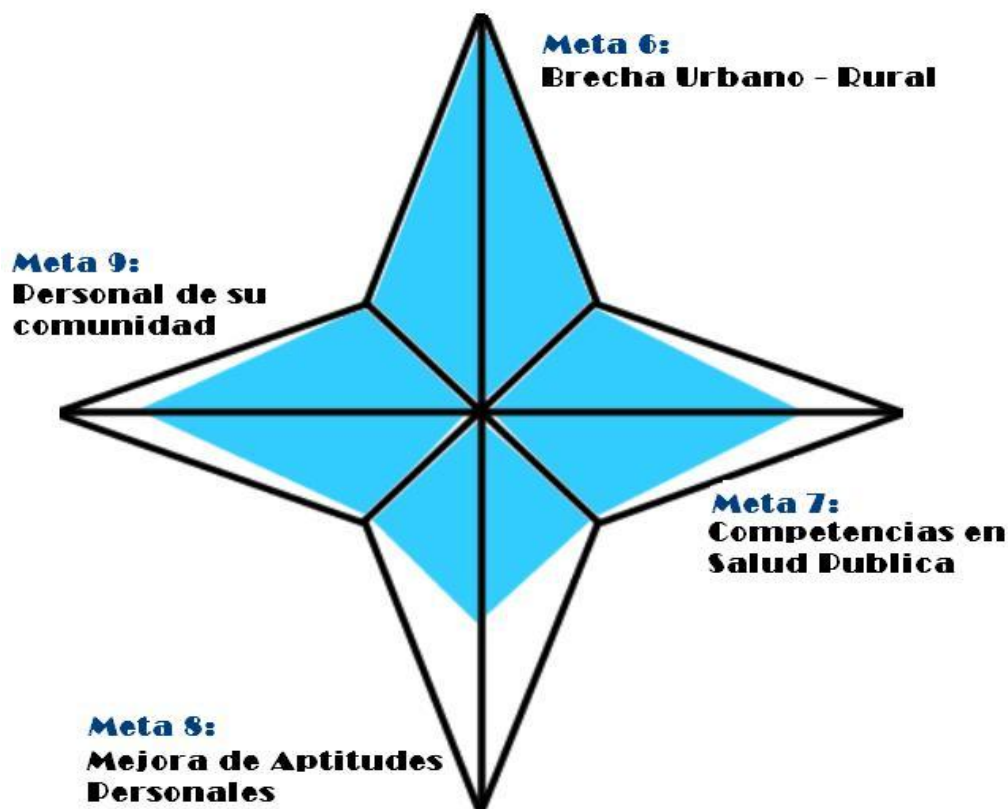 Meta 6:
Brecha Urbano - Rural
Meta 9:
Personal de su
comunidad
Meta 7:
Competencias en
Salud Publica
Meta 8:
Mejora de Aptitudes
Personales